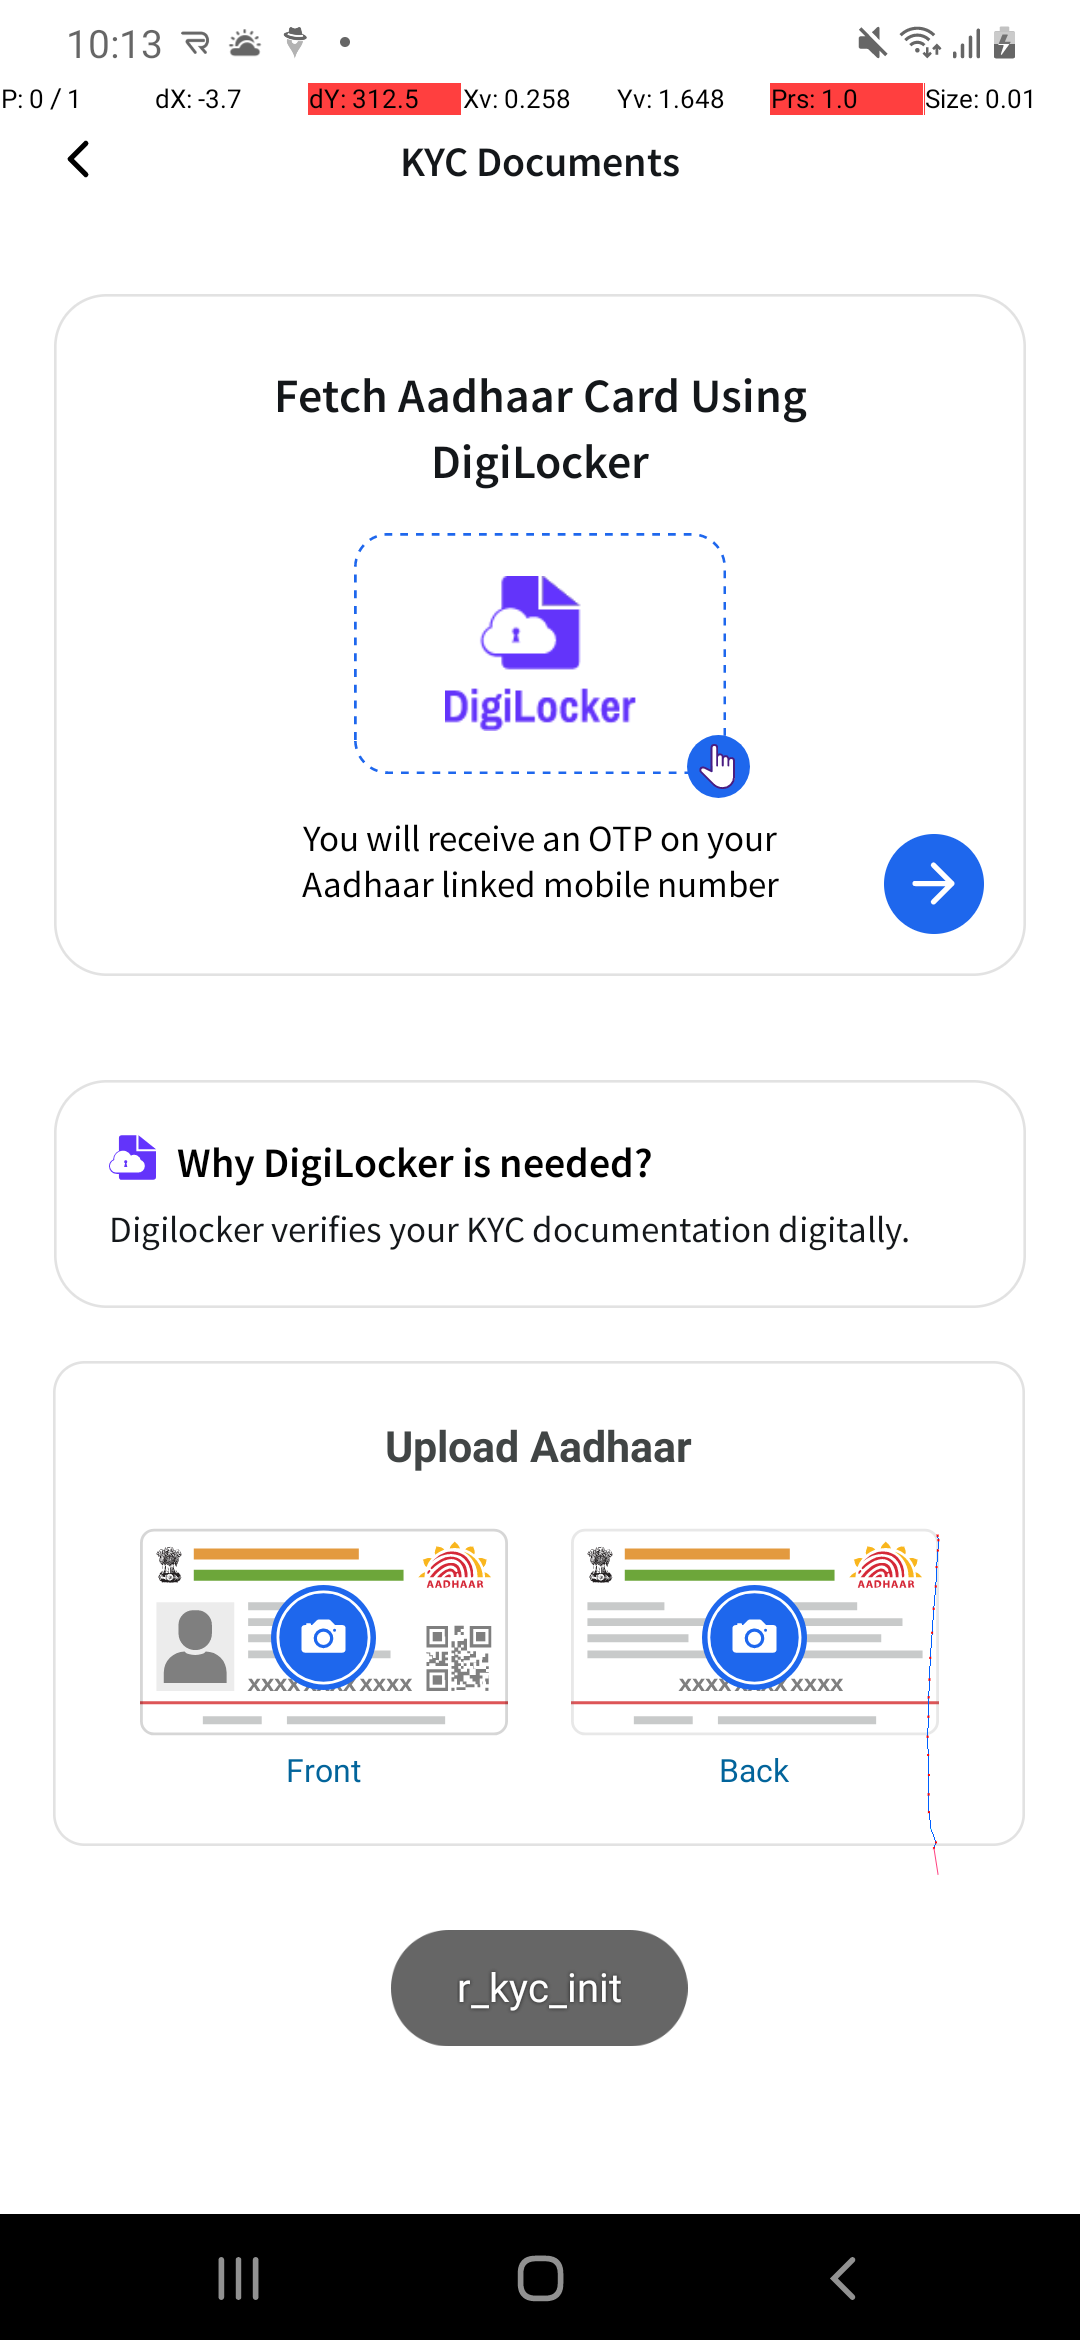 10:13
P: 0 / 1 dX: -3.7 dY: 312.5 Xv: 0.258 Yv: 1.648 Prs: 1.0 Size: 0.01
KYC Documents
Fetch Aadhaar Card Using
DigiLocker
DigiLocker
You will receive an OTP on your
Aadhaar linked mobile number
Why DigiLocker is needed?
Digilocker verifies your KYC documentation digitally.
Upload Aadhaar
AADHAAR AADHAAR
XXXX XXXX XXXX XXXX XXXX XXXX
Front Back
r_kyc_init